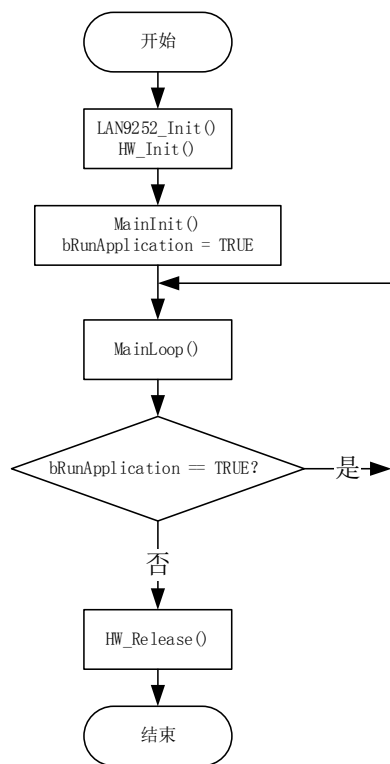 开始
LAN9252_Init()
HW_Init()
MainInit()
bRunApplication = TRUE
MainLoop()
bRunApplication == TRUE?
是
否
HW_Release()
结束